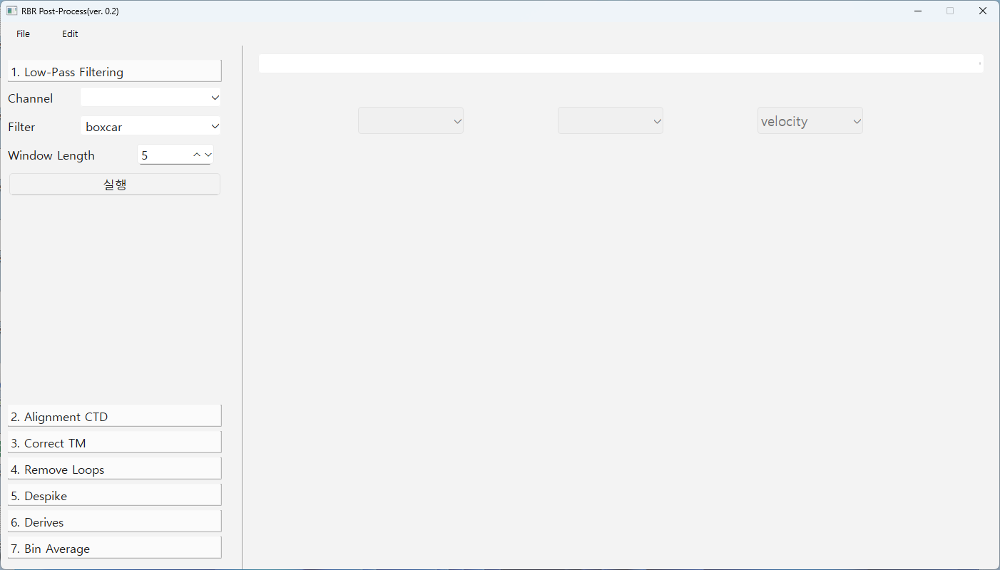 RBR Post-Process(ver. 0.2)
File Edit
1. Low-Pass Filtering
Channel
Filter boxcar
Window Length 5
실행
2. Alignment CTD
3. Correct TM
4. Remove Loops
5. Despike
6. Derives
7. Bin Average
velocity